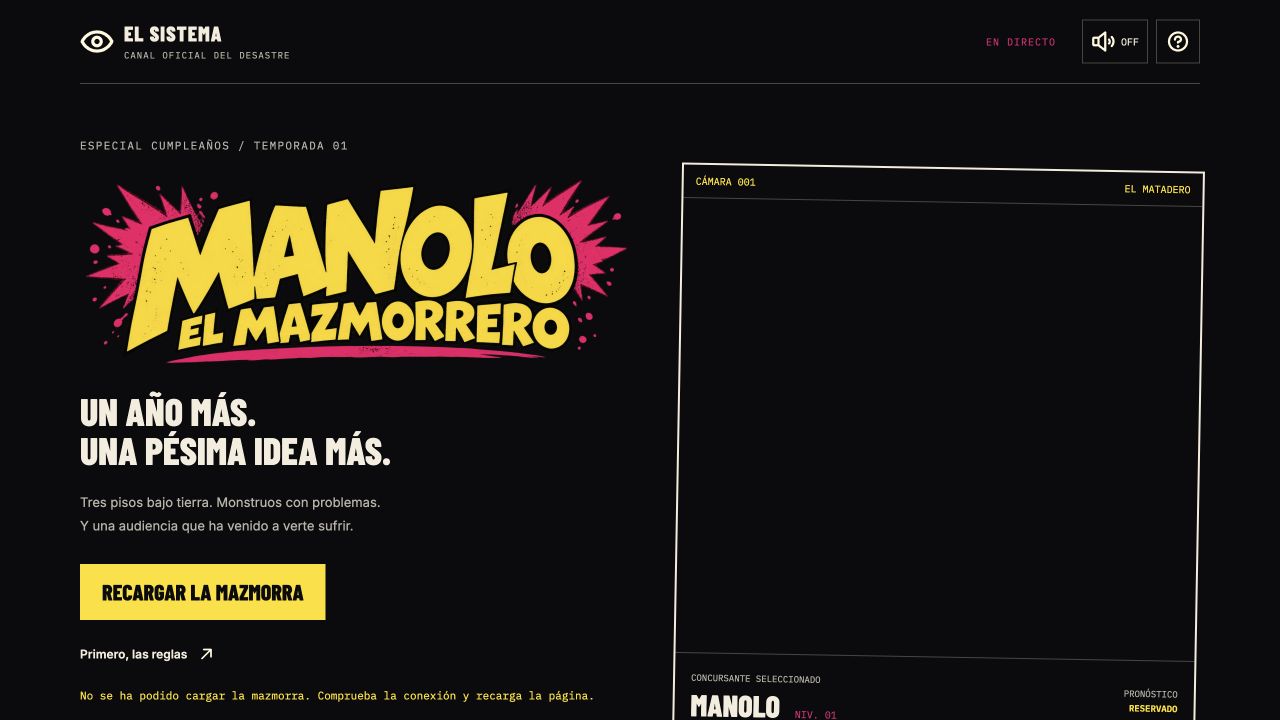 EL SISTEMA
CANAL OFICIAL DEL DESASTRE
EN DIRECTO
OFF
ESPECIAL CUMPLEAÑOS / TEMPORADA 01
MANOLO
EL MAZMORRERO
UN AÑO MÁS.
UNA PÉSIMA IDEA MÁS.
Tres pisos bajo tierra. Monstruos con problemas.
Y una audiencia que ha venido a verte sufrir.
RECARGAR LA MAZMORRA
Primero, las reglas
No se ha podido cargar la mazmorra. Comprueba la conexión y recarga la página.
CÁMARA 001
EL MATADERO
CONCURSANTE SELECCIONADO
MANOLO NIV. 01
PRONÓSTICO
RESERVADO